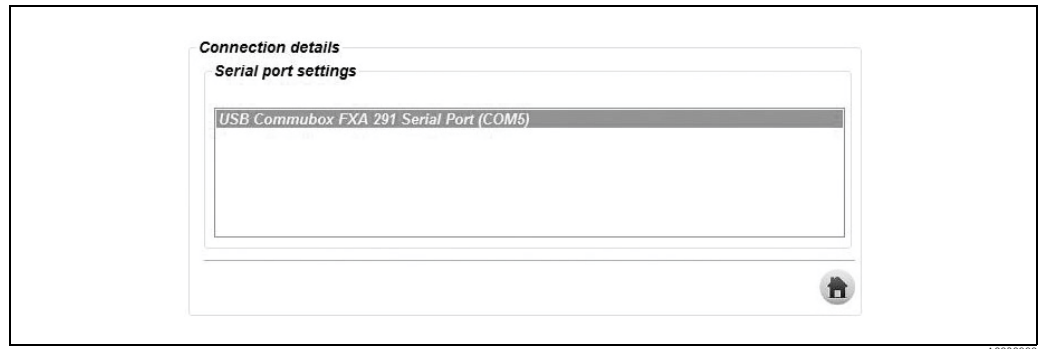 Connection details
Serial port settings
USB Commubox FXA 291 Serial Port (COM5)